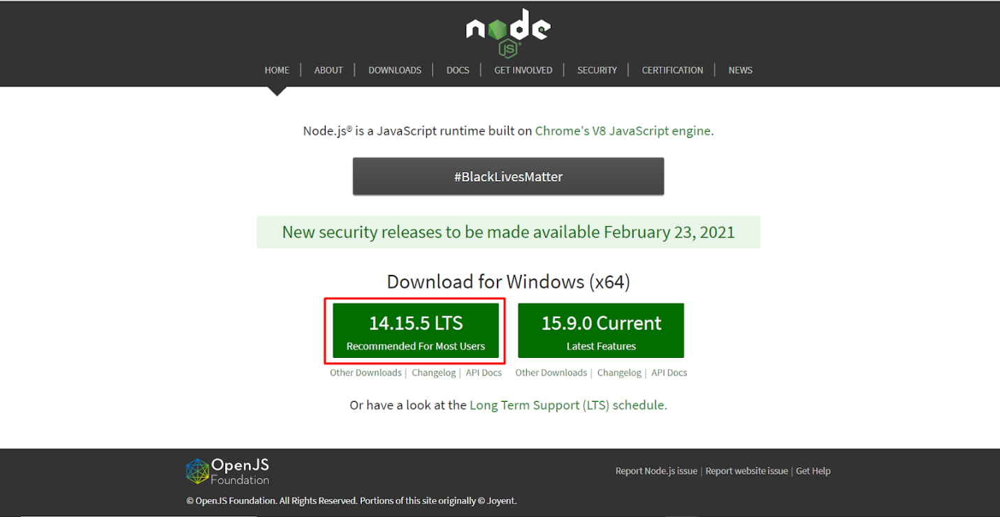 node
JS
HOME | ABOUT | DOWNLOADS | DOCS | GET INVOLVED | SECURITY | CERTIFICATION | NEWS
Node.js® is a JavaScript runtime built on Chrome's V8 JavaScript engine.
#BlackLivesMatter
New security releases to be made available February 23, 2021
Download for Windows (x64)
14.15.5 LTS
Recommended For Most Users
15.9.0 Current
Latest Features
Other Downloads | Changelog | API Docs
Other Downloads | Changelog | API Docs
Or have a look at the Long Term Support (LTS) schedule.
OpenJS
Foundation
Report Node.js issue | Report website issue | Get Help
© OpenJS Foundation. All Rights Reserved. Portions of this site originally © Joyent.